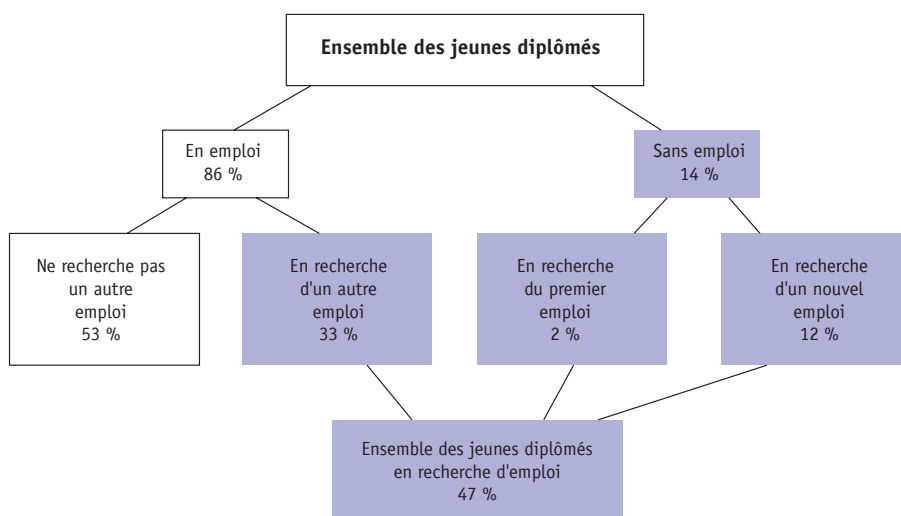 Ensemble des jeunes diplômés
En emploi
86 %
Sans emploi
14 %
Ne recherche pas
un autre
emploi
53 %
En recherche
d'un autre
emploi
33 %
En recherche
du premier
emploi
2 %
En recherche
d'un nouvel
emploi
12 %
Ensemble des jeunes diplômés
en recherche d'emploi
47 %